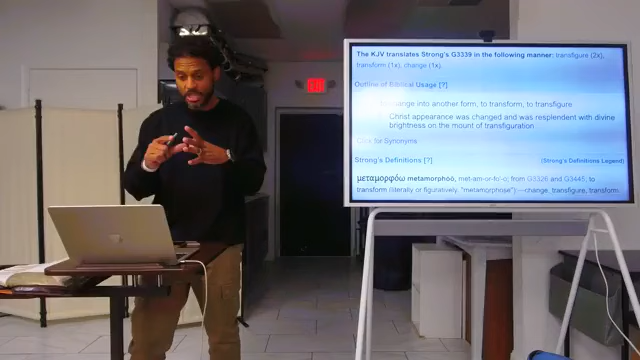 EXIT
The KJV translates Strong's G3339 in the following manner: transfigure (2x),
transform (1x), change (1x).
Outline of Biblical Usage [?]
change into another form, to transform, to transfigure
Christ appearance was changed and was resplendent with divine
brightness on the mount of transfiguration
for Synonyms
Strong's Definitions [?]
(Strong's Definitions Legend)
μεταμορφόω metamorphóō, met-am-or-fo'-o; from G3326 and G3445; to
transform (literally or figuratively, "metamorphose"):—change, transfigure, transform.